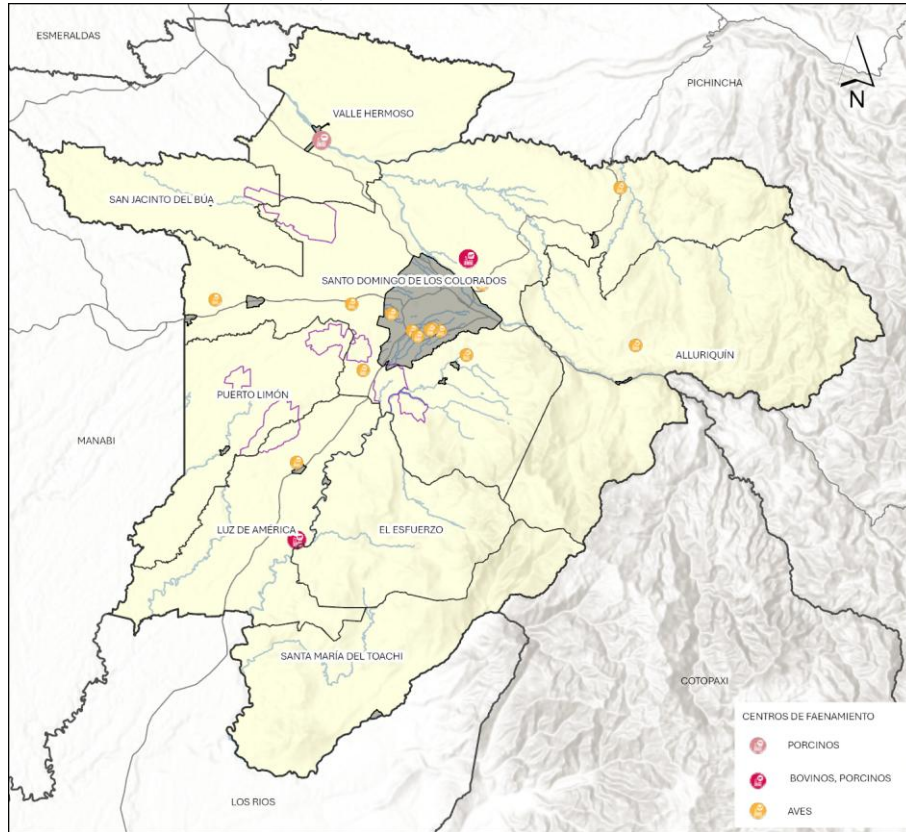 ESMERALDAS
PICHINCHA
N
VALLE HERMOSO
SAN JACINTO DEL BÚA
SANTO DOMINGO DE LOS COLORADOS
ALLURIQUÍN
PUERTO LIMÓN
MANABI
LUZ DE AMÉRICA
EL ESFUERZO
SANTA MARÍA DEL TOACHI
COTOPAXI
LOS RIOS
CENTROS DE FAENAMIENTO
PORCINOS
BOVINOS, PORCINOS
AVES